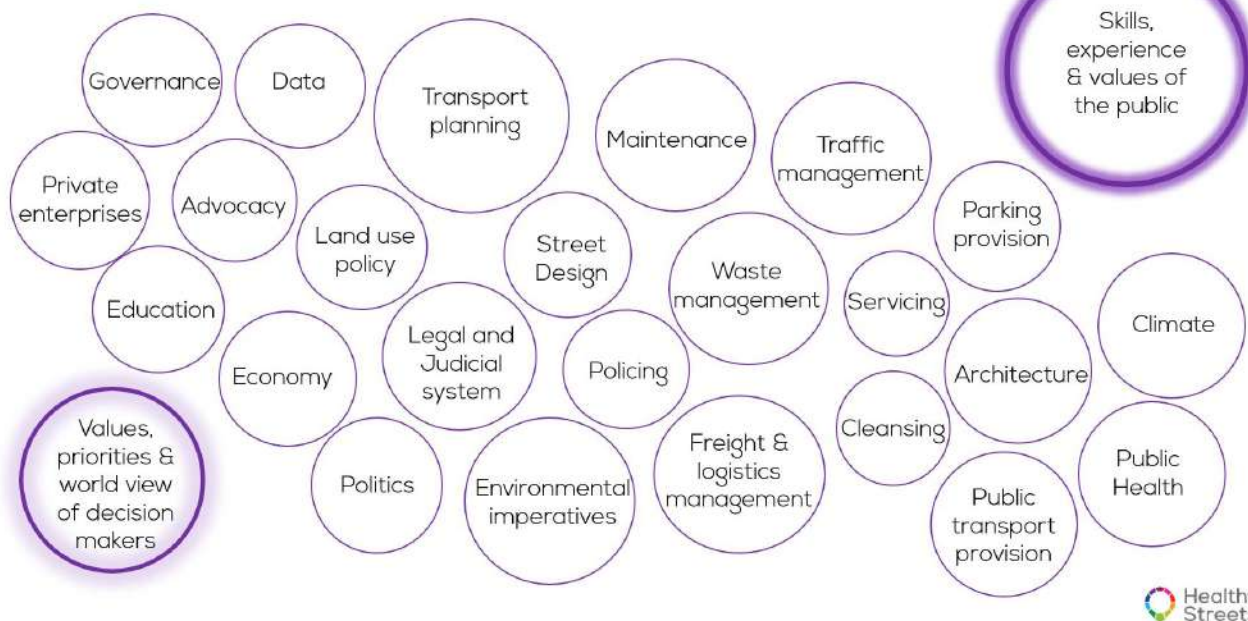 Governance
Data
Transport
planning
Maintenance
Traffic
management
Skills,
experience
& values of
the public
Private
enterprises
Advocacy
Land use
policy
Street
Design
Waste
management
Parking
provision
Servicing
Climate
Education
Economy
Legal and
Judicial
system
Policing
Architecture
Cleansing
Values,
priorities &
world view
of decision
makers
Politics
Environmental
imperatives
Freight &
logistics
management
Public
transport
provision
Public
Health
Health
Street